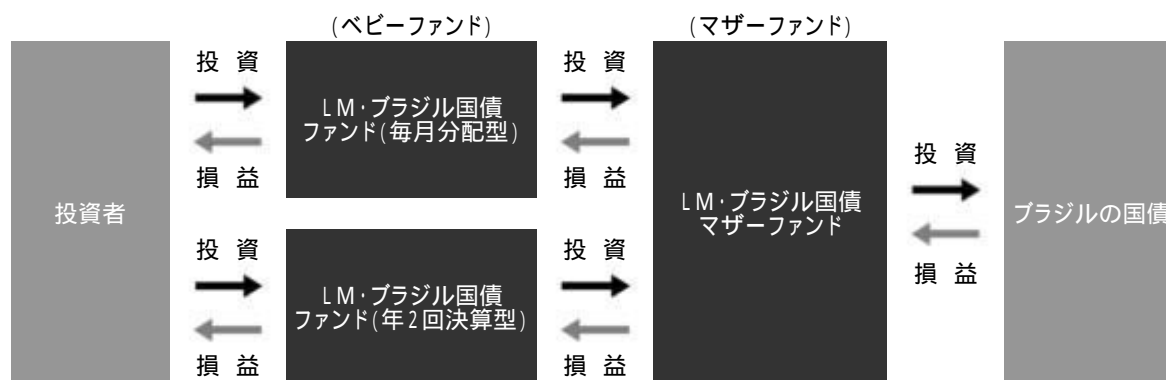 (ベビーファンド)
(マザーファンド)
投資者
投 資
損 益
LM・ブラジル国債
ファンド(毎月分配型)
投 資
損 益
投 資
損 益
LM・ブラジル国債
ファンド(年2回決算型)
投 資
損 益
LM・ブラジル国債
マザーファンド
投 資
損 益
ブラジルの国債